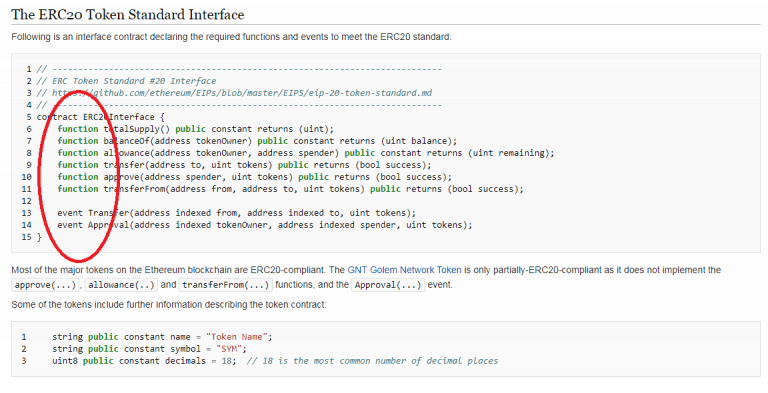 The ERC20 Token Standard Interface
Following is an interface contract declaring the required functions and events to meet the ERC20 standard:
1 // ----------------------------------------------------------------------------
2 // ERC Token Standard #20 Interface
3 // https://github.com/ethereum/EIPs/blob/master/EIPS/eip-20-token-standard.md
4 // ----------------------------------------------------------------------------
5 contract ERC20Interface {
6     function totalSupply() public constant returns (uint);
7     function balanceOf(address tokenOwner) public constant returns (uint balance);
8     function allowance(address tokenOwner, address spender) public constant returns (uint remaining);
9     function transfer(address to, uint tokens) public returns (bool success);
10     function approve(address spender, uint tokens) public returns (bool success);
11     function transferFrom(address from, address to, uint tokens) public returns (bool success);
12
13     event Transfer(address indexed from, address indexed to, uint tokens);
14     event Approval(address indexed tokenOwner, address indexed spender, uint tokens);
15 }
Most of the major tokens on the Ethereum blockchain are ERC20-compliant. The GNT Golem Network Token is only partially-ERC20-compliant as it does not implement the
approve(...), allowance(..) and transferFrom(...) functions, and the Approval(...) event.
Some of the tokens include further information describing the token contract:
1     string public constant name = "Token Name";
2     string public constant symbol = "SYM";
3     uint8 public constant decimals = 18;  // 18 is the most common number of decimal places